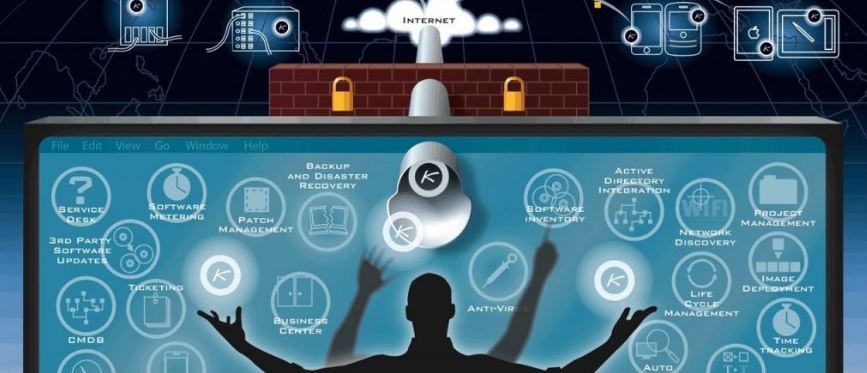 INTERNET
File Edit View Go Window Help
BACKUP
AND DISASTER
RECOVERY
ACTIVE
DIRECTORY
INTEGRATION
SERVICE
DESK
SOFTWARE
METERING
PATCH
MANAGEMENT
SOFTWARE
INVENTORY
WIFI
NETWORK
DISCOVERY
PROJECT
MANAGEMENT
3RD PARTY
SOFTWARE
UPDATES
TICKETING
BUSINESS
CENTER
ANTI-VIRUS
LIFE
CYCLE
MANAGEMENT
IMAGE
DEPLOYMENT
CMDB
TIME
TRACKING
AUTO